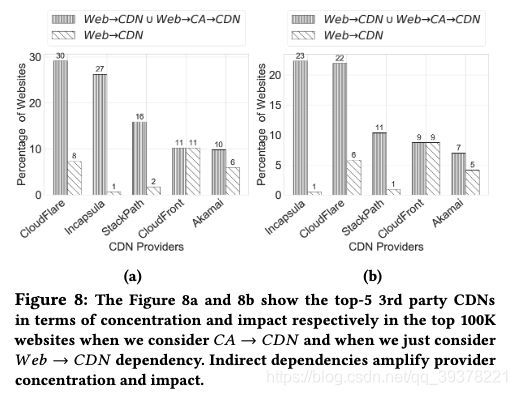 Web→CDN ∪ Web→CA→CDN
Web→CDN
Percentage of Websites
30
20
10
0
30
8
27
1
16
2
11
11
10
6
CloudFlare
Incapsula
StackPath
CloudFront
Akamai
CDN Providers
(a)
Web→CDN ∪ Web→CA→CDN
Web→CDN
Percentage of Websites
20
15
10
5
0
23
1
22
6
11
1
9
9
7
5
Incapsula
CloudFlare
StackPath
CloudFront
Akamai
CDN Providers
(b)
Figure 8: The Figure 8a and 8b show the top-5 3rd party CDNs
in terms of concentration and impact respectively in the top 100K
websites when we consider CA → CDN and when we just consider
Web → CDN dependency. Indirect dependencies amplify provider
concentration and impact.
https://blog.csdn.net/qq_39378221